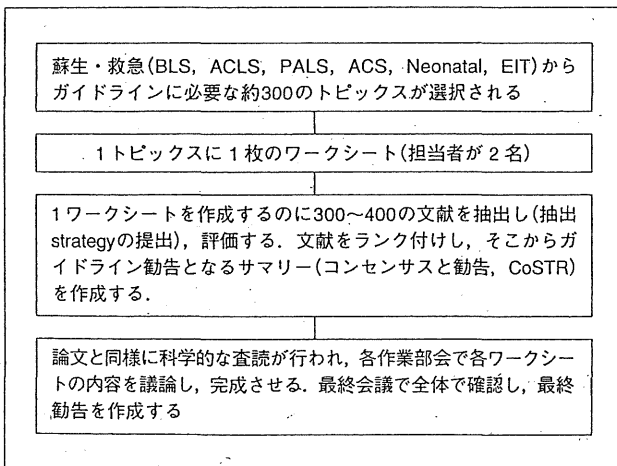 蘇生・救急(BLS, ACLS, PALS, ACS, Neonatal, EIT)から
ガイドラインに必要な約300のトピックスが選択される
1トピックスに1枚のワークシート(担当者が2名)
1ワークシートを作成するのに300〜400の文献を抽出し(抽出
strategyの提出), 評価する. 文献をランク付けし, そこからガ
イドライン勧告となるサマリー(コンセンサスと勧告, CoSTR)
を作成する.
論文と同様に科学的な査読が行われ, 各作業部会で各ワークシー
トの内容を議論し, 完成させる. 最終会議で全体で確認し, 最終
勧告を作成する